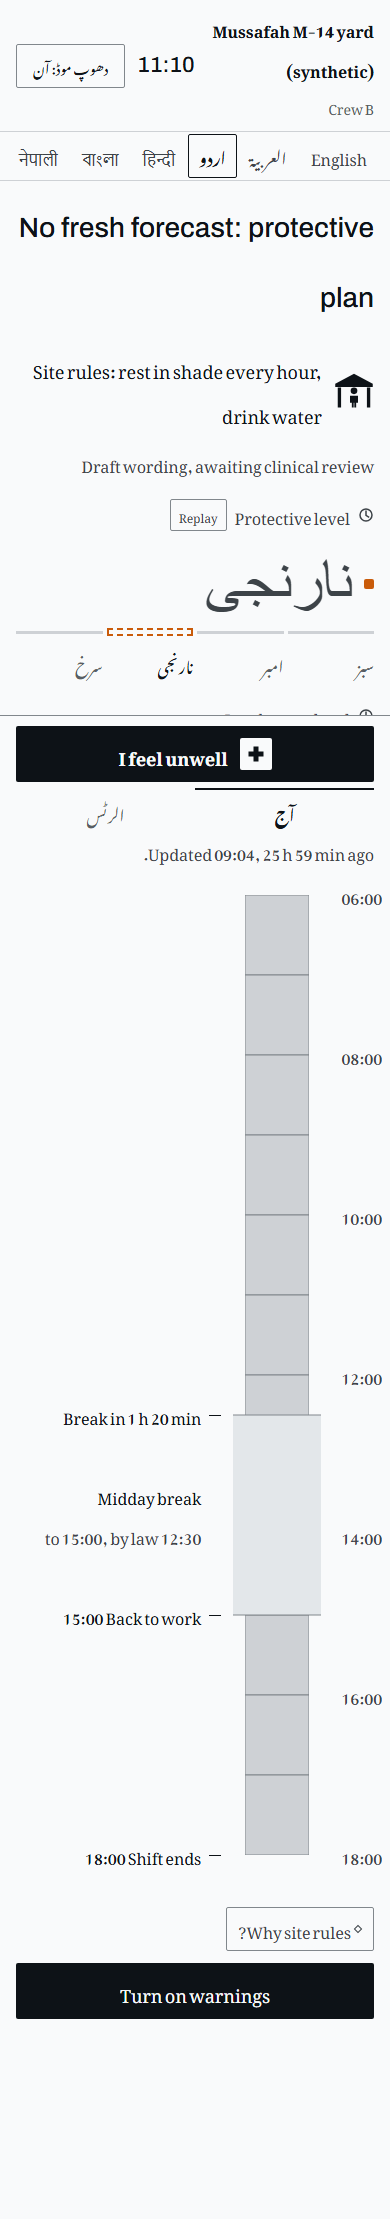 Mussafah M-14 yard
(synthetic)
Crew B
11:10
دھوپ موڈ: آن
English
العربية
اردو
हिन्दी
বাংলা
नेपाली
No fresh forecast: protective
plan
Site rules: rest in shade every hour,
drink water
Draft wording, awaiting clinical review
Protective level
Replay
نارنجی
سبز
امبر
نارنجی
سرخ
I feel unwell
آج
الرٹس
.Updated 09:04, 25 h 59 min ago
06:00
08:00
10:00
12:00
Break in 1 h 20 min
Midday break
to 15:00, by law 12:30
14:00
15:00 Back to work
16:00
18:00 Shift ends
18:00
?Why site rules
Turn on warnings